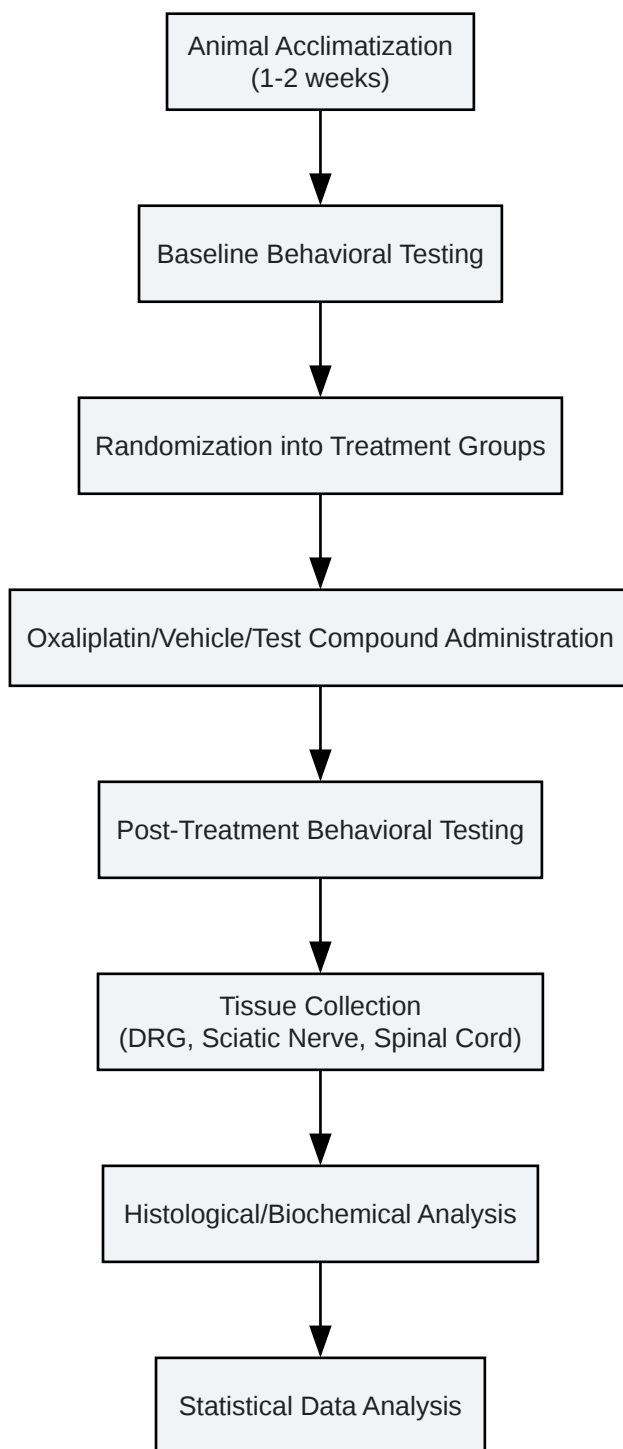 Animal Acclimatization
(1-2 weeks)
Baseline Behavioral Testing
Randomization into Treatment Groups
Oxaliplatin/Vehicle/Test Compound Administration
Post-Treatment Behavioral Testing
Tissue Collection
(DRG, Sciatic Nerve, Spinal Cord)
Histological/Biochemical Analysis
Statistical Data Analysis